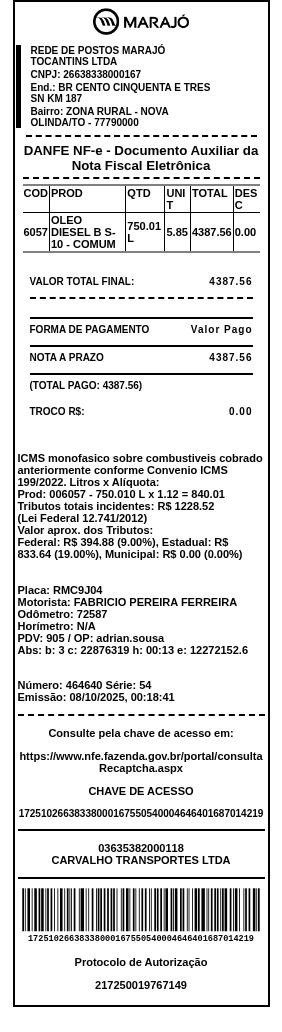 MARAJÓ
REDE DE POSTOS MARAJÓ
TOCANTINS LTDA
CNPJ: 26638338000167
End.: BR CENTO CINQUENTA E TRES
SN KM 187
Bairro: ZONA RURAL - NOVA
OLINDA/TO - 77790000
DANFE NF-e - Documento Auxiliar da
Nota Fiscal Eletrônica
COD PROD QTD UNI
T TOTAL DES
C
6057 OLEO
DIESEL B S-
10 - COMUM 750.01
L 5.85 4387.56 0.00
VALOR TOTAL FINAL: 4387.56
FORMA DE PAGAMENTO Valor Pago
NOTA A PRAZO 4387.56
(TOTAL PAGO: 4387.56)
TROCO R$: 0.00
ICMS monofasico sobre combustiveis cobrado
anteriormente conforme Convenio ICMS
199/2022. Litros x Alíquota:
Prod: 006057 - 750.010 L x 1.12 = 840.01
Tributos totais incidentes: R$ 1228.52
(Lei Federal 12.741/2012)
Valor aprox. dos Tributos:
Federal: R$ 394.88 (9.00%), Estadual: R$
833.64 (19.00%), Municipal: R$ 0.00 (0.00%)
Placa: RMC9J04
Motorista: FABRICIO PEREIRA FERREIRA
Odômetro: 72587
Horímetro: N/A
PDV: 905 / OP: adrian.sousa
Abs: b: 3 c: 22876319 h: 00:13 e: 12272152.6
Número: 464640 Série: 54
Emissão: 08/10/2025, 00:18:41
Consulte pela chave de acesso em:
https://www.nfe.fazenda.gov.br/portal/consulta
Recaptcha.aspx
CHAVE DE ACESSO
17251026638338000167550540004646401687014219
03635382000118
CARVALHO TRANSPORTES LTDA
17251026638338000167550540004646401687014219
Protocolo de Autorização
217250019767149